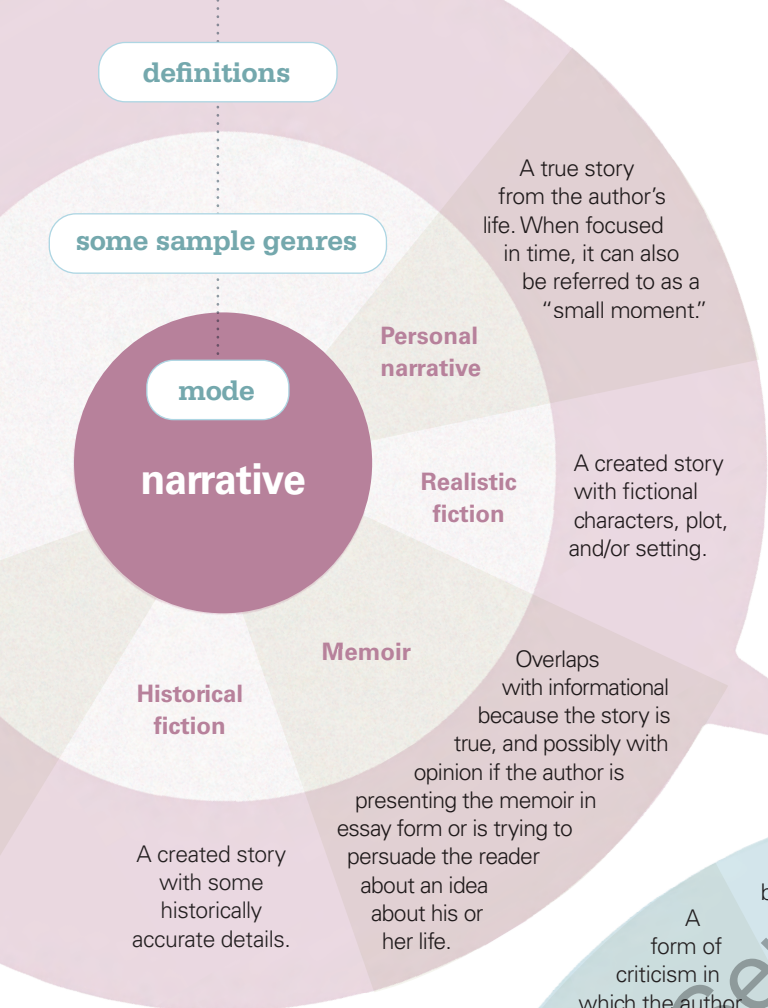 definitions
some sample genres
mode
narrative
Personal
narrative
A true story
from the author’s
life. When focused
in time, it can also
be referred to as a
“small moment.”
Realistic
fiction
A created story
with fictional
characters, plot,
and/or setting.
Memoir
Overlaps
with informational
because the story is
true, and possibly with
opinion if the author is
presenting the memoir in
essay form or is trying to
persuade the reader
about an idea
about his or
her life.
Historical
fiction
A created story
with some
historically
accurate details.
A
form of
criticism in
which the author